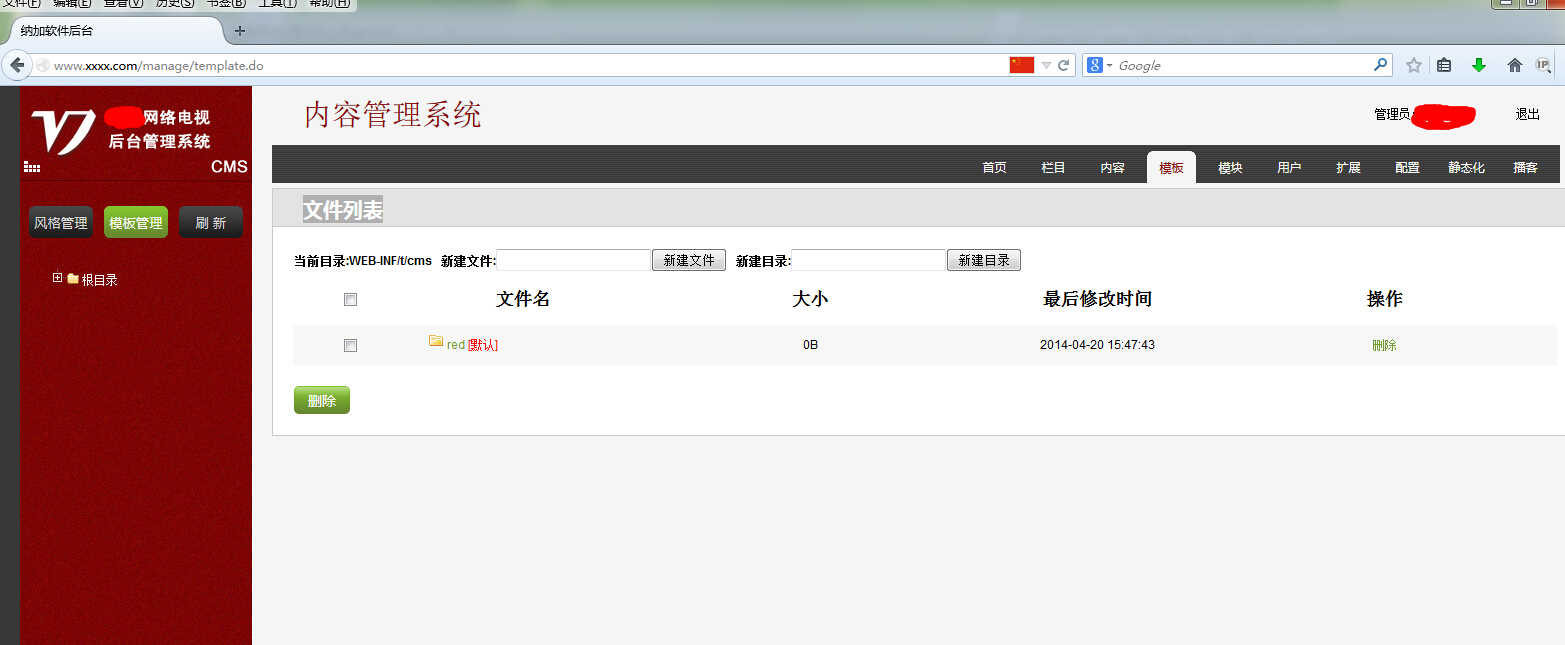 文件(F) 编辑(E) 查看(V) 历史(S) 书签(B) 工具(T) 帮助(H)
纳加软件后台 +
www.xxxx.com/manage/template.do 8 Google IP
网络电视
后台管理系统
CMS
内容管理系统
管理员 退出
首页 栏目 内容 模板 模块 用户 扩展 配置 静态化 播客
风格管理 模板管理 刷 新
根目录
文件列表
当前目录:WEB-INF/t/cms 新建文件: 新建文件 新建目录: 新建目录
文件名 大小 最后修改时间 操作
red [默认] 0B 2014-04-20 15:47:43 删除
删除